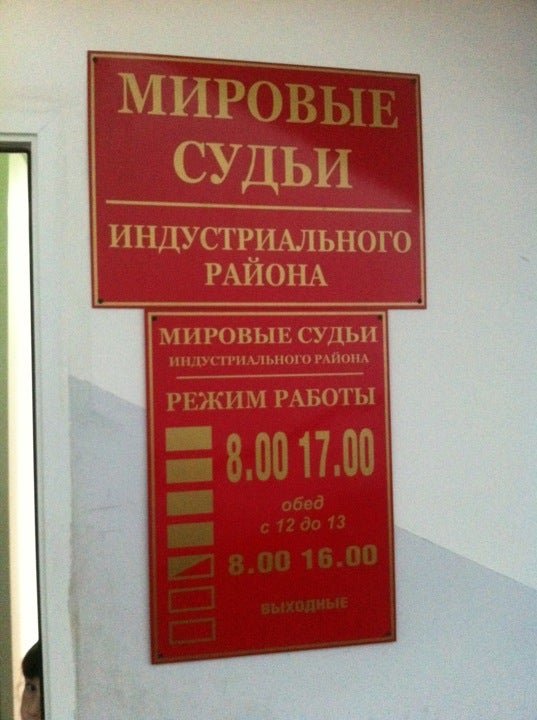 МИРОВЫЕ
СУДЬИ
ИНДУСТРИАЛЬНОГО
РАЙОНА
МИРОВЫЕ СУДЬИ
ИНДУСТРИАЛЬНОГО РАЙОНА
РЕЖИМ РАБОТЫ
8.00 17.00
обед
с 12 до 13
8.00 16.00
ВЫХОДНЫЕ